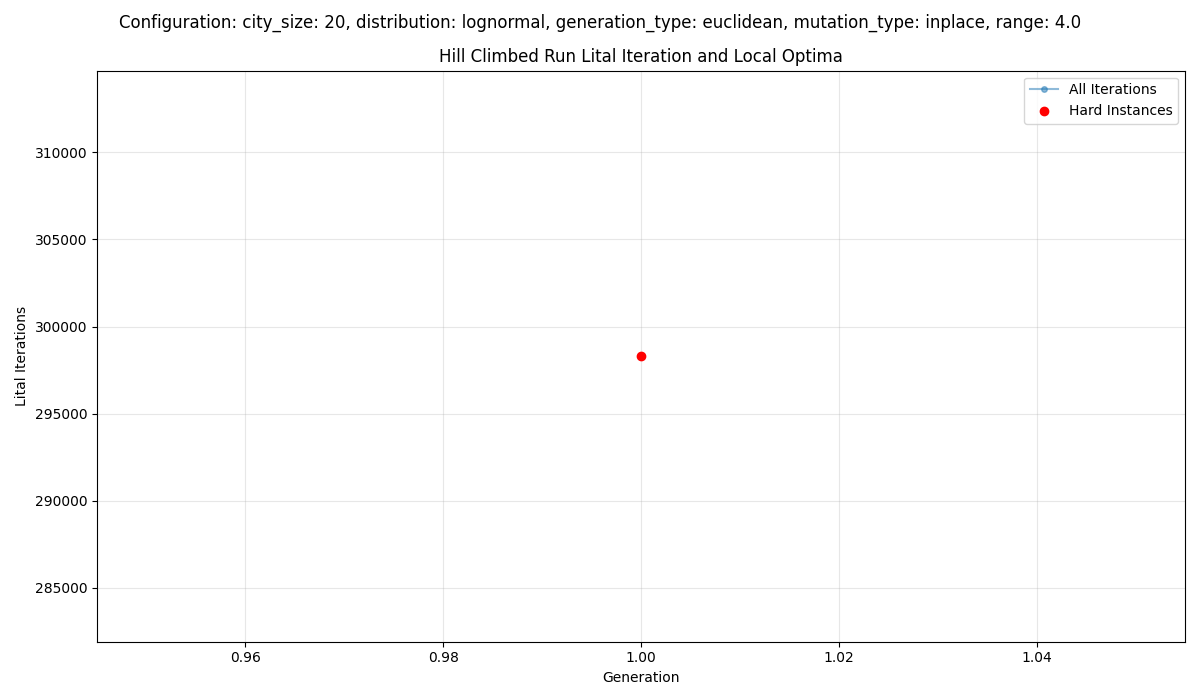 Configuration: city_size: 20, distribution: lognormal, generation_type: euclidean, mutation_type: inplace, range: 4.0
Hill Climbed Run Lital Iteration and Local Optima
All Iterations
Hard Instances
310000
305000
300000
295000
290000
285000
Lital Iterations
0.96 0.98 1.00 1.02 1.04
Generation